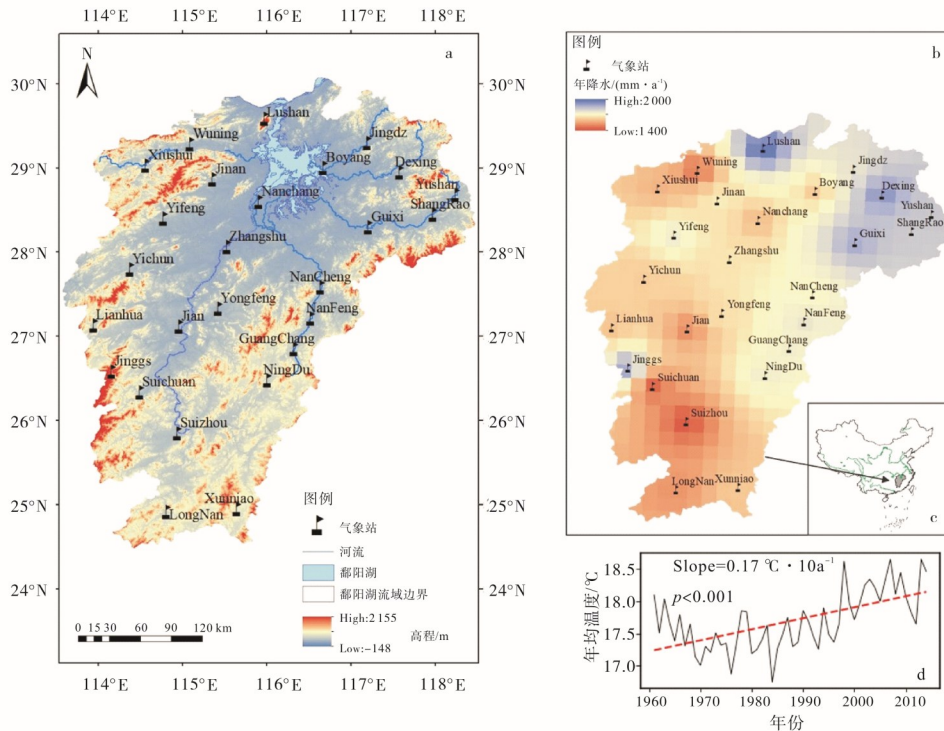 114°E 115°E 116°E 117°E 118°E
a
N
30°N
29°N
28°N
27°N
26°N
25°N
24°N
Lushan
Wuning
Jingdz
Xiushui
Boyang
Jinan
Dexing
Yushan
Nanchang
ShangRao
Yifeng
Guixi
Zhangshu
Yichun
NanCheng
Yongfeng
NanFeng
Lianhua
Jian
GuangChang
Jinggs
NingDu
Suichuan
Suizhou
Xunniao
LongNan
图例
气象站
河流
鄱阳湖
鄱阳湖流域边界
High:2 155
高程/m
Low:-148
0 15 30 60 90 120 km
114°E 115°E 116°E 117°E 118°E
30°N
29°N
28°N
27°N
26°N
25°N
24°N
图例
b
气象站
年降水/(mm·a⁻¹)
High:2 000
Low:1 400
Lushan
Wuning
Jingdz
Xiushui
Boyang
Dexing
Jinan
Yushan
Nanchang
ShangRao
Yifeng
Guixi
Zhangshu
Yichun
NanCheng
Yongfeng
Lianhua
Jian
NanFeng
GuangChang
Jinggs
NingDu
Suichuan
Suizhou
LongNan
Xunniao
c
年均温度/℃
18.5
18.0
17.5
17.0
Slope=0.17 ℃·10a⁻¹
p<0.001
d
1960 1970 1980 1990 2000 2010
年份